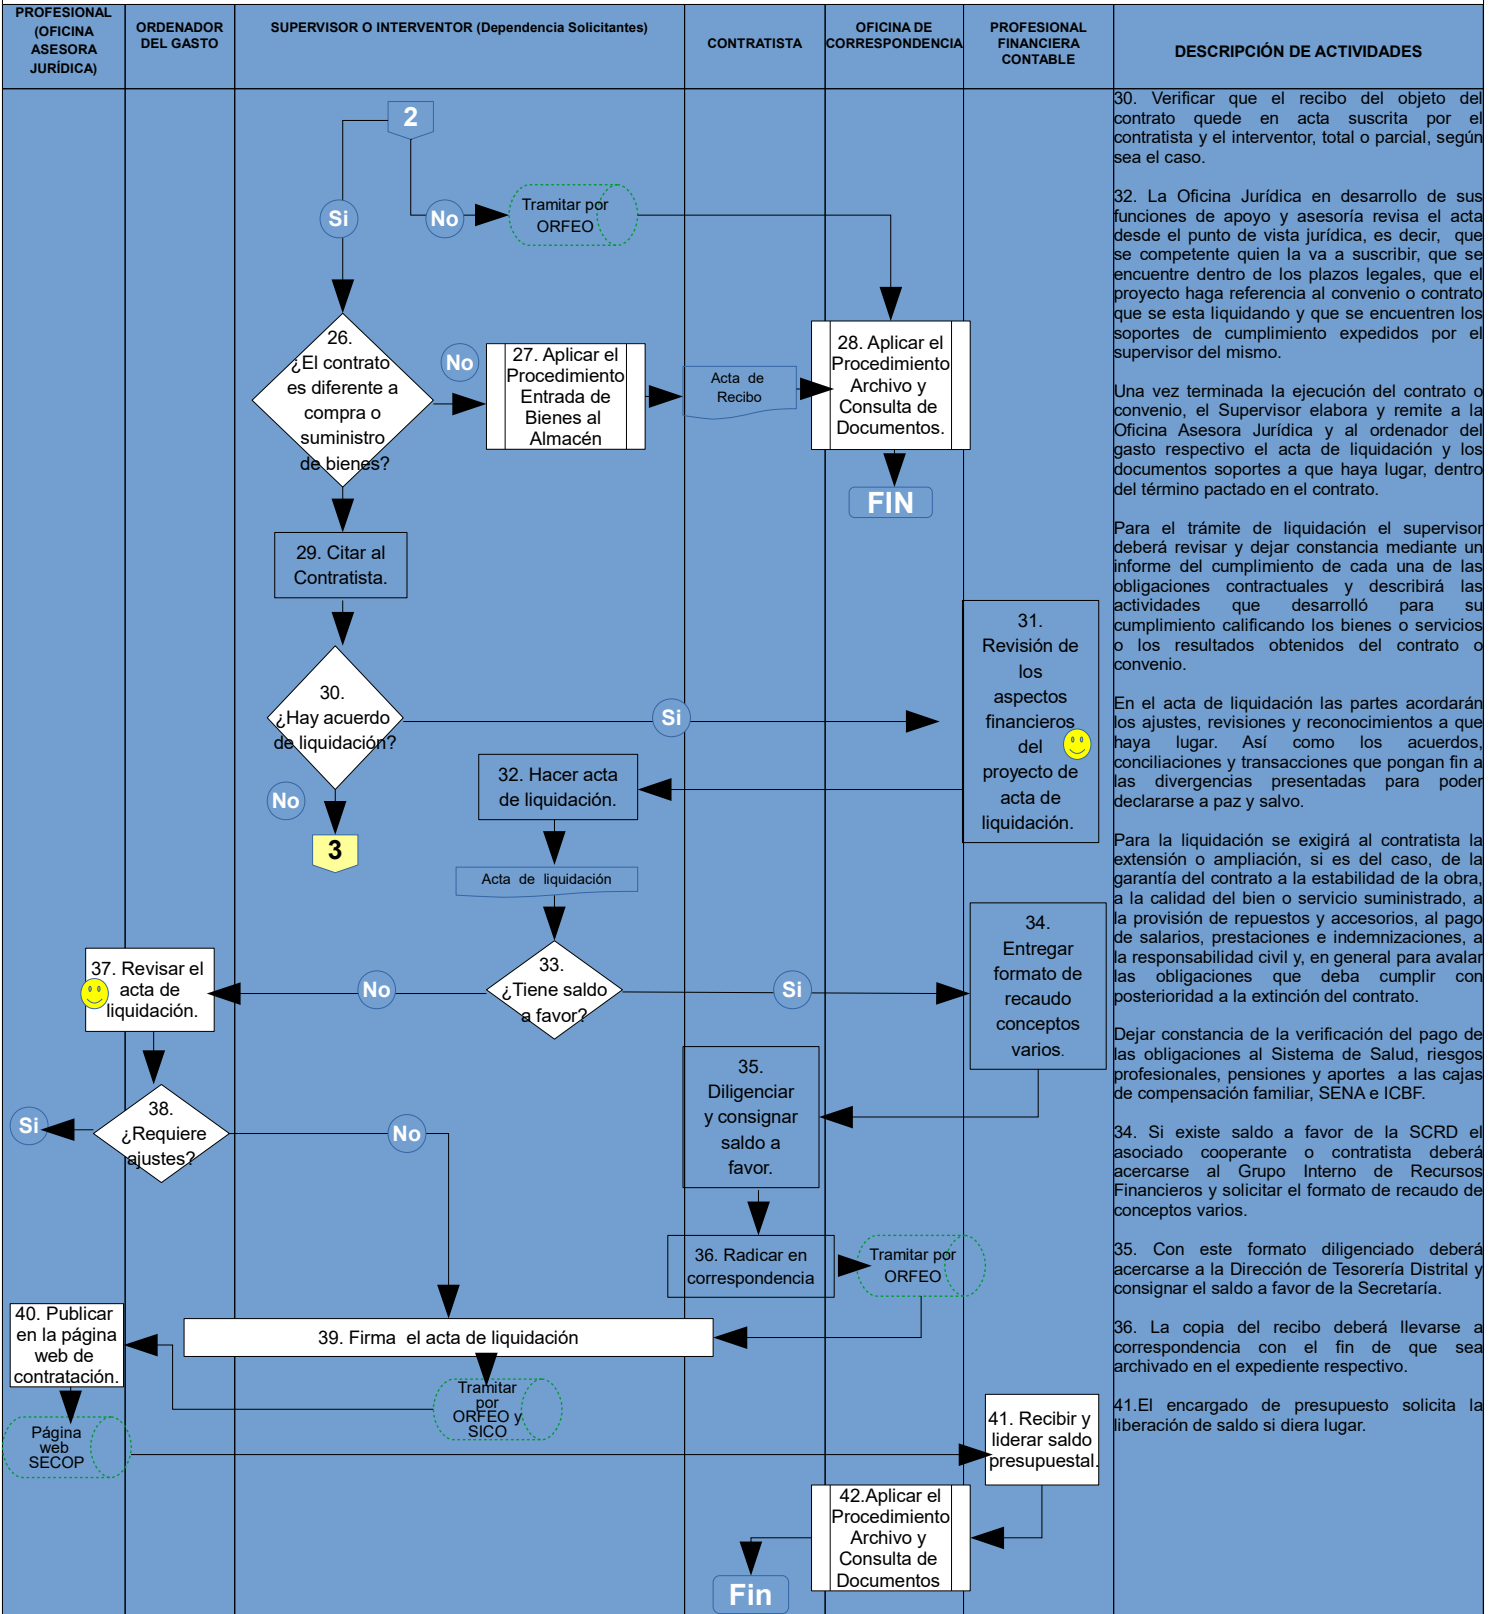 PROFESIONAL
(OFICINA
ASESORA
JURÍDICA)
ORDENADOR
DEL GASTO
SUPERVISOR O INTERVENTOR (Dependencia Solicitantes)
CONTRATISTA
OFICINA DE
CORRESPONDENCIA
PROFESIONAL
FINANCIERA
CONTABLE
DESCRIPCIÓN DE ACTIVIDADES
2
Si
No
Tramitar por
ORFEO
26.
¿El contrato
es diferente a
compra o
suministro
de bienes?
No
27. Aplicar el
Procedimiento
Entrada de
Bienes al
Almacén
Acta de
Recibo
28. Aplicar el
Procedimiento
Archivo y
Consulta de
Documentos.
FIN
29. Citar al
Contratista.
30.
¿Hay acuerdo
de liquidación?
Si
No
3
31.
Revisión de
los
aspectos
financieros
del
proyecto de
acta de
liquidación.
32. Hacer acta
de liquidación.
Acta de liquidación
33.
¿Tiene saldo
a favor?
No
Si
34.
Entregar
formato de
recaudo
conceptos
varios.
37. Revisar el
acta de
liquidación.
35.
Diligenciar
y consignar
saldo a
favor.
38.
¿Requiere
ajustes?
Si
No
36. Radicar en
correspondencia
Tramitar por
ORFEO
39. Firma el acta de liquidación
40. Publicar
en la página
web de
contratación.
Tramitar
por
ORFEO y
SICO
Página
web
SECOP
41. Recibir y
liderar saldo
presupuestal.
42.Aplicar el
Procedimiento
Archivo y
Consulta de
Documentos
Fin
30. Verificar que el recibo del objeto del
contrato quede en acta suscrita por el
contratista y el interventor, total o parcial, según
sea el caso.
32. La Oficina Jurídica en desarrollo de sus
funciones de apoyo y asesoría revisa el acta
desde el punto de vista jurídica, es decir, que
se competente quien la va a suscribir, que se
encuentre dentro de los plazos legales, que el
proyecto haga referencia al convenio o contrato
que se esta liquidando y que se encuentren los
soportes de cumplimiento expedidos por el
supervisor del mismo.
Una vez terminada la ejecución del contrato o
convenio, el Supervisor elabora y remite a la
Oficina Asesora Jurídica y al ordenador del
gasto respectivo el acta de liquidación y los
documentos soportes a que haya lugar, dentro
del término pactado en el contrato.
Para el trámite de liquidación el supervisor
deberá revisar y dejar constancia mediante un
informe del cumplimiento de cada una de las
obligaciones contractuales y describirá las
actividades que desarrolló para su
cumplimiento calificando los bienes o servicios
o los resultados obtenidos del contrato o
convenio.
En el acta de liquidación las partes acordarán
los ajustes, revisiones y reconocimientos a que
haya lugar. Así como los acuerdos,
conciliaciones y transacciones que pongan fin a
las divergencias presentadas para poder
declararse a paz y salvo.
Para la liquidación se exigirá al contratista la
extensión o ampliación, si es del caso, de la
garantía del contrato a la estabilidad de la obra,
a la calidad del bien o servicio suministrado, a
la provisión de repuestos y accesorios, al pago
de salarios, prestaciones e indemnizaciones, a
la responsabilidad civil y, en general para avalar
las obligaciones que deba cumplir con
posterioridad a la extinción del contrato.
Dejar constancia de la verificación del pago de
las obligaciones al Sistema de Salud, riesgos
profesionales, pensiones y aportes a las cajas
de compensación familiar, SENA e ICBF.
34. Si existe saldo a favor de la SCRD el
asociado cooperante o contratista deberá
acercarse al Grupo Interno de Recursos
Financieros y solicitar el formato de recaudo de
conceptos varios.
35. Con este formato diligenciado deberá
acercarse a la Dirección de Tesorería Distrital y
consignar el saldo a favor de la Secretaría.
36. La copia del recibo deberá llevarse a
correspondencia con el fin de que sea
archivado en el expediente respectivo.
41.El encargado de presupuesto solicita la
liberación de saldo si diera lugar.